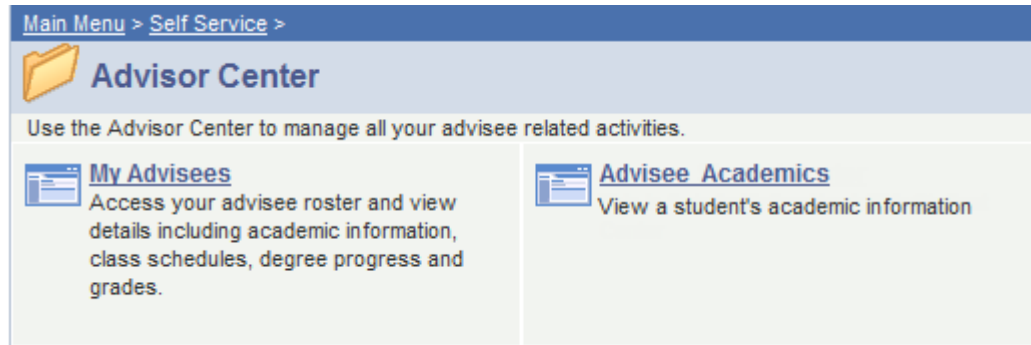 Main Menu > Self Service >
Advisor Center
Use the Advisor Center to manage all your advisee related activities.
My Advisees
Access your advisee roster and view
details including academic information,
class schedules, degree progress and
grades.
Advisee Academics
View a student's academic information